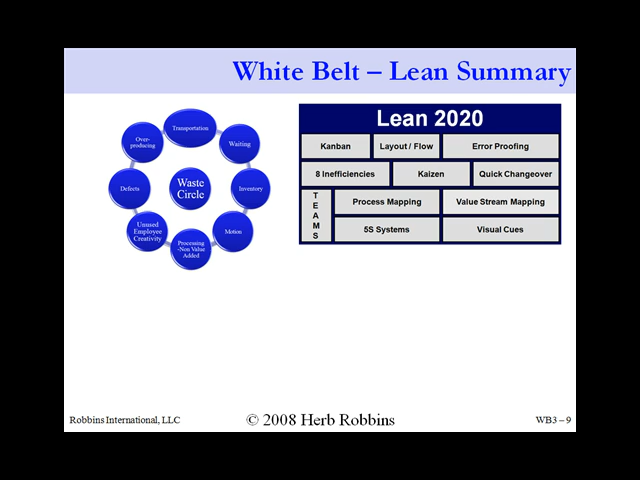 White Belt – Lean Summary
Transportation
Waiting
Inventory
Motion
Processing
-Non Value
Added
Unused
Employee
Creativity
Defects
Over-
producing
Waste
Circle
Lean 2020
Kanban
Layout / Flow
Error Proofing
8 Inefficiencies
Kaizen
Quick Changeover
TEAMS
Process Mapping
Value Stream Mapping
5S Systems
Visual Cues
Robbins International, LLC
© 2008 Herb Robbins
WB3 – 9